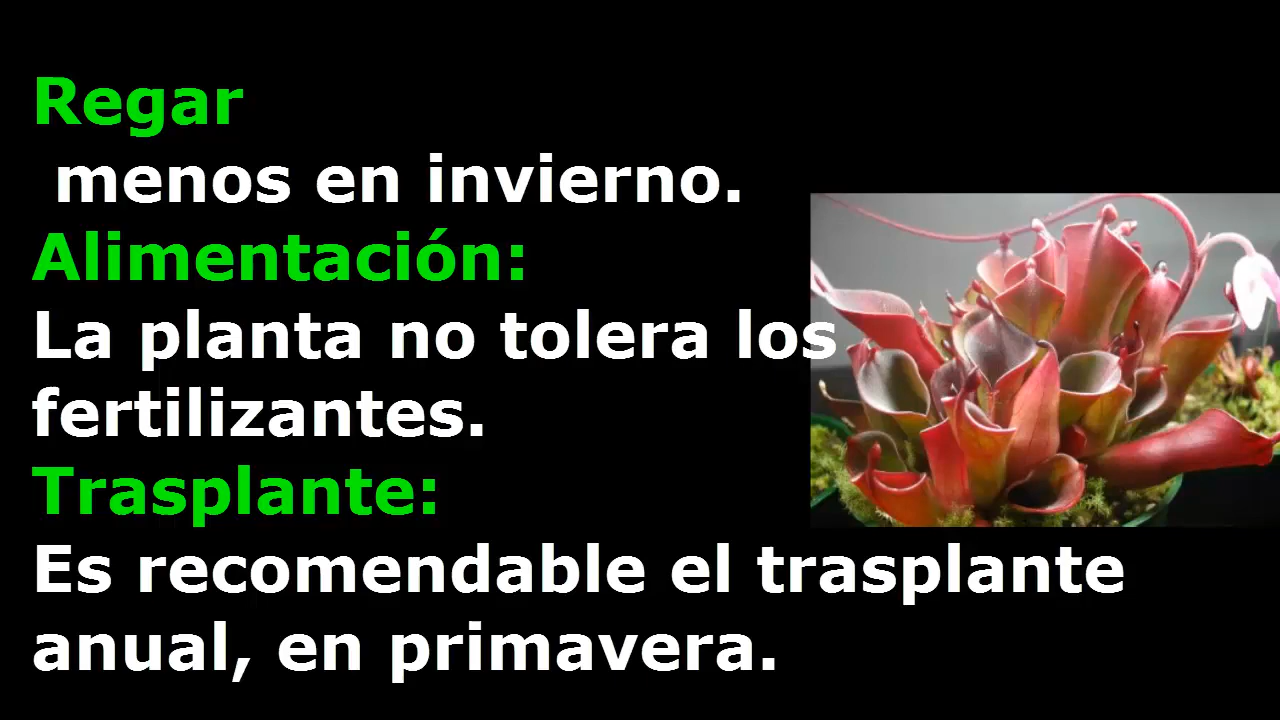 Regar
menos en invierno.
Alimentación:
La planta no tolera los
fertilizantes.
Trasplante:
Es recomendable el trasplante
anual, en primavera.